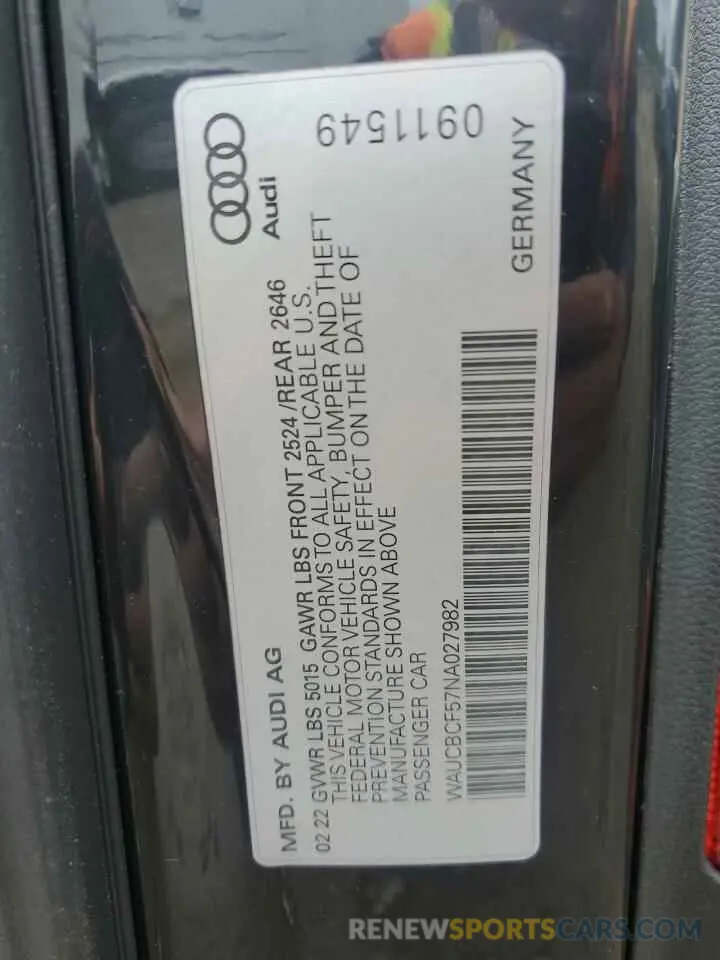 Audi
0911549
MFD. BY AUDI AG
02 22 GVWR LBS 5015 GAWR LBS FRONT 2524 /REAR 2646
THIS VEHICLE CONFORMS TO ALL APPLICABLE U.S.
FEDERAL MOTOR VEHICLE SAFETY, BUMPER AND THEFT
PREVENTION STANDARDS IN EFFECT ON THE DATE OF
MANUFACTURE SHOWN ABOVE
PASSENGER CAR
WAUCBCF57NA027982
GERMANY
RENEWSPORTSCARS.COM